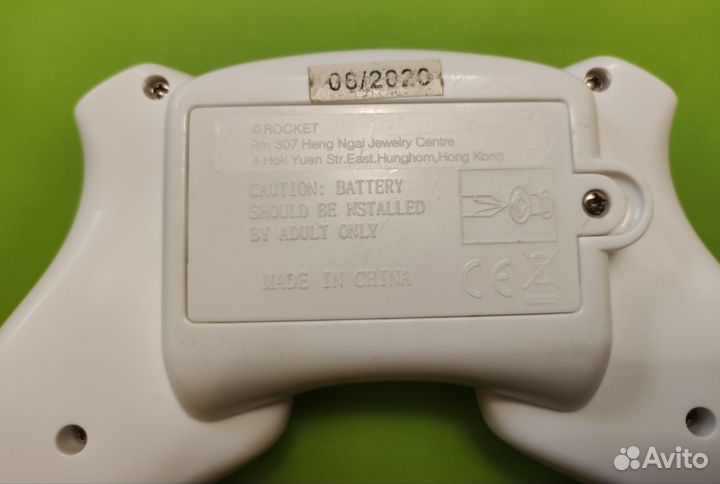 06/2020
© ROCKET
Rm 307 Heng Ngai Jewelry Centre
4 Hok Yuen Str.East.Hunghom,Hong Kong
CAUTION: BATTERY
SHOULD BE NSTALLED
BY ADULT ONLY
MADE IN CHINA
CE
Avito